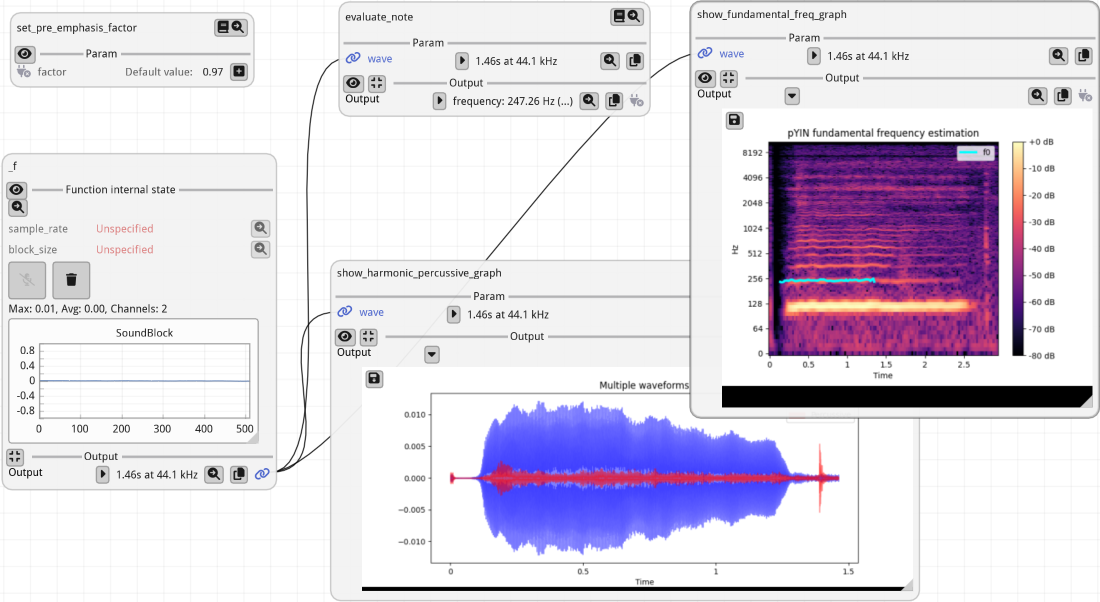 set_pre_emphasis_factor
Param
factor
Default value: 0.97
_f
Function internal state
sample_rate
Unspecified
block_size
Unspecified
Max: 0.01, Avg: 0.00, Channels: 2
SoundBlock
0.8
0.4
0
-0.4
-0.8
0 100 200 300 400 500
Output
Output
1.46s at 44.1 kHz
evaluate_note
Param
wave
1.46s at 44.1 kHz
Output
Output
frequency: 247.26 Hz (...)
show_harmonic_percussive_graph
Param
wave
1.46s at 44.1 kHz
Output
Output
Multiple waveforms
0.010
0.005
0.000
−0.005
−0.010
0 0.5 1 1.5
Time
show_fundamental_freq_graph
Param
wave
1.46s at 44.1 kHz
Output
Output
pYIN fundamental frequency estimation
f0
8192
4096
2048
1024
512
256
128
64
0
Hz
0 0.5 1 1.5 2 2.5
Time
+0 dB
-10 dB
-20 dB
-30 dB
-40 dB
-50 dB
-60 dB
-70 dB
-80 dB